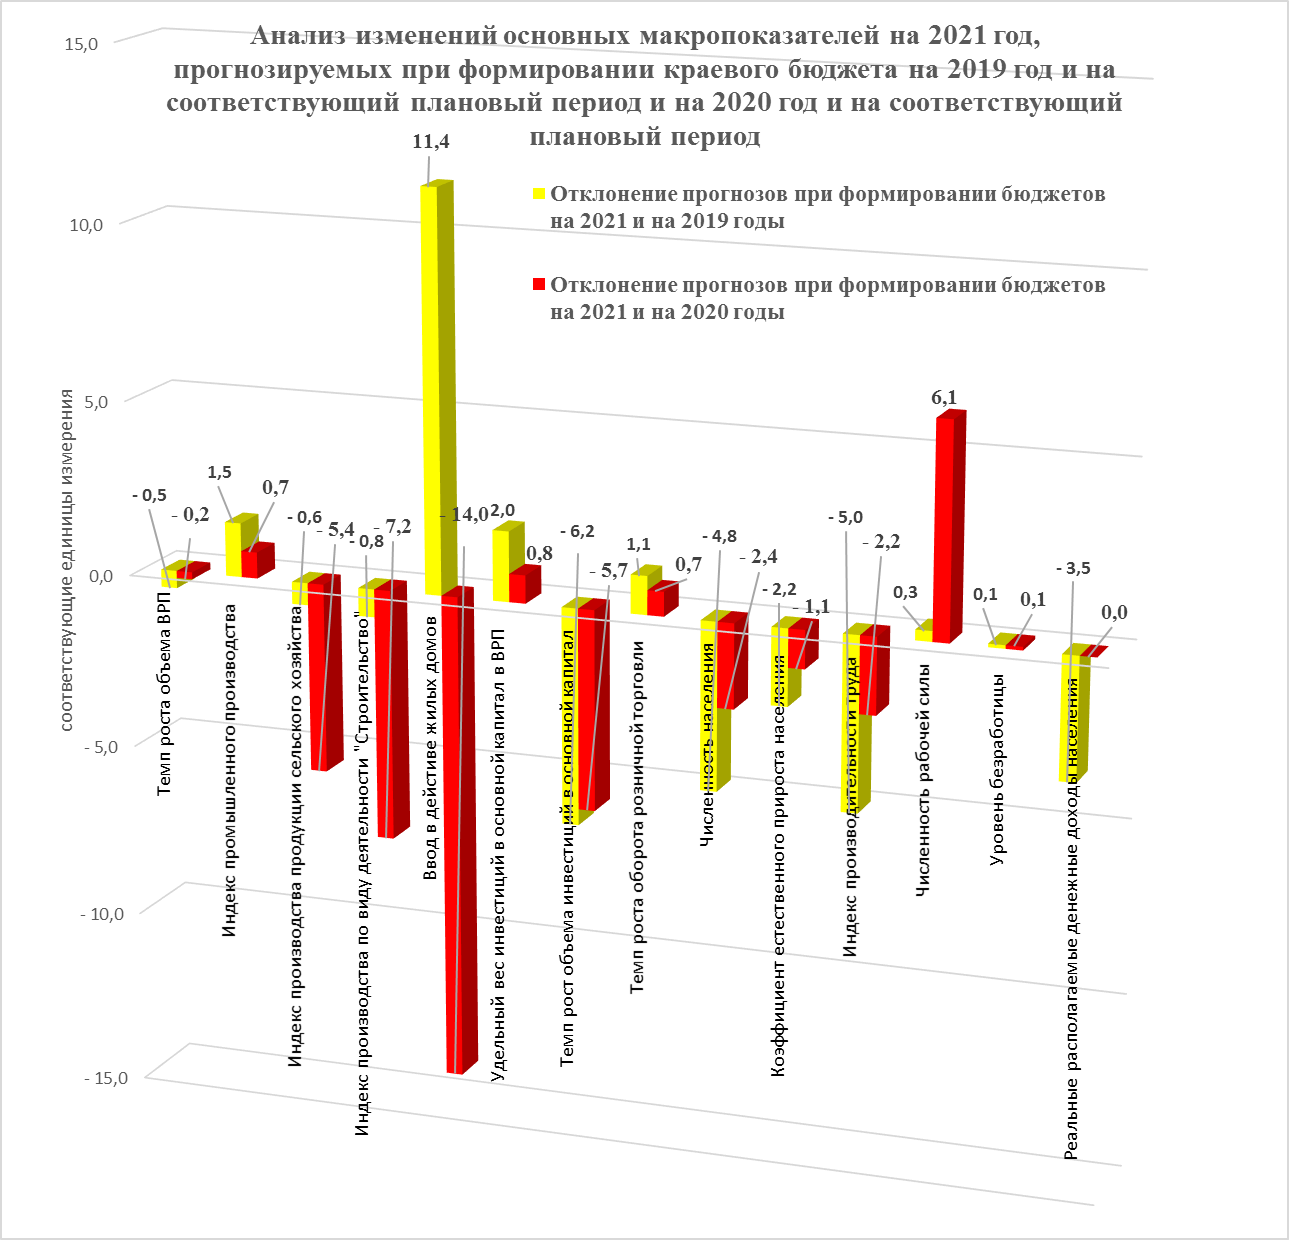 Анализ изменений основных макропоказателей на 2021 год,
прогнозируемых при формировании краевого бюджета на 2019 год и на
соответствующий плановый период и на 2020 год и на соответствующий
плановый период
Отклонение прогнозов при формировании бюджетов
на 2021 и на 2019 годы
Отклонение прогнозов при формировании бюджетов
на 2021 и на 2020 годы
соответствующие единицы измерения
15,0
10,0
5,0
0,0
- 5,0
- 10,0
- 15,0
- 0,5
- 0,2
1,5
0,7
- 0,6
- 5,4
- 0,8
- 7,2
11,4
- 14,0
2,0
0,8
- 6,2
- 5,7
1,1
0,7
- 4,8
- 2,4
- 2,2
- 1,1
- 5,0
- 2,2
0,3
6,1
0,1
0,1
- 3,5
0,0
Темп роста объема ВРП
Индекс промышленного производства
Индекс производства продукции сельского хозяйства
Индекс производства по виду деятельности "Строительство"
Ввод в действие жилых домов
Удельный вес инвестиций в основной капитал в ВРП
Темп рост объема инвестиций в основной капитал
Темп роста оборота розничной торговли
Численность населения
Коэффициент естественного прироста населения
Индекс производительности труда
Численность рабочей силы
Уровень безработицы
Реальные располагаемые денежные доходы населения